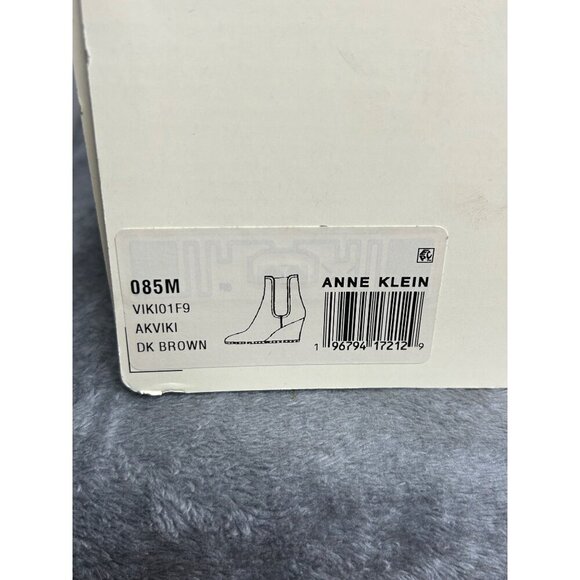 085M
VIKI01F9
AKVIKI
DK BROWN
ANNE KLEIN
1 96794 17212 9